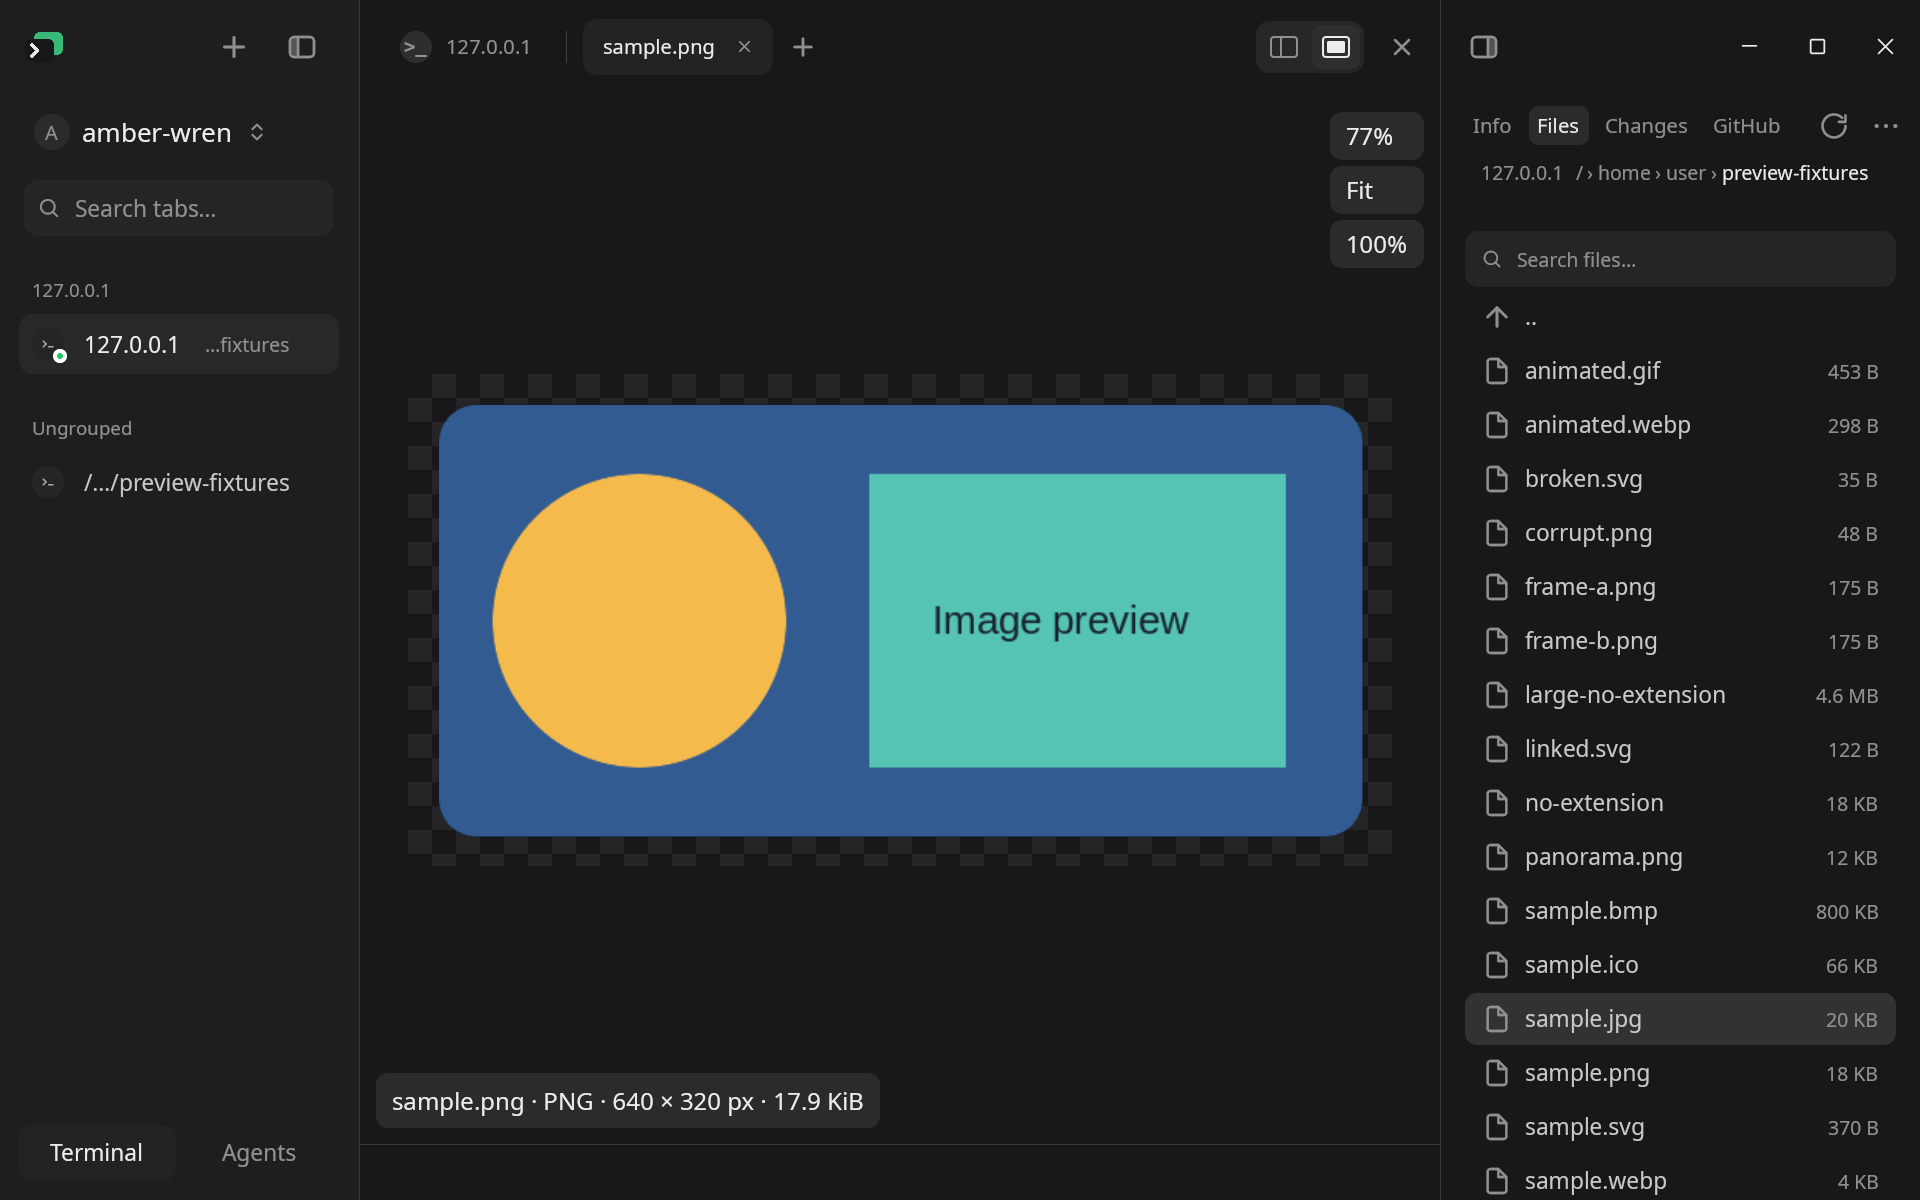 127.0.0.1
sample.png
A
amber-wren
Search tabs...
127.0.0.1
127.0.0.1 ...fixtures
Ungrouped
/.../preview-fixtures
Terminal
Agents
77%
Fit
100%
Image preview
sample.png · PNG · 640 × 320 px · 17.9 KiB
Info Files Changes GitHub
127.0.0.1 / › home › user › preview-fixtures
Search files...
..
animated.gif 453 B
animated.webp 298 B
broken.svg 35 B
corrupt.png 48 B
frame-a.png 175 B
frame-b.png 175 B
large-no-extension 4.6 MB
linked.svg 122 B
no-extension 18 KB
panorama.png 12 KB
sample.bmp 800 KB
sample.ico 66 KB
sample.jpg 20 KB
sample.png 18 KB
sample.svg 370 B
sample.webp 4 KB